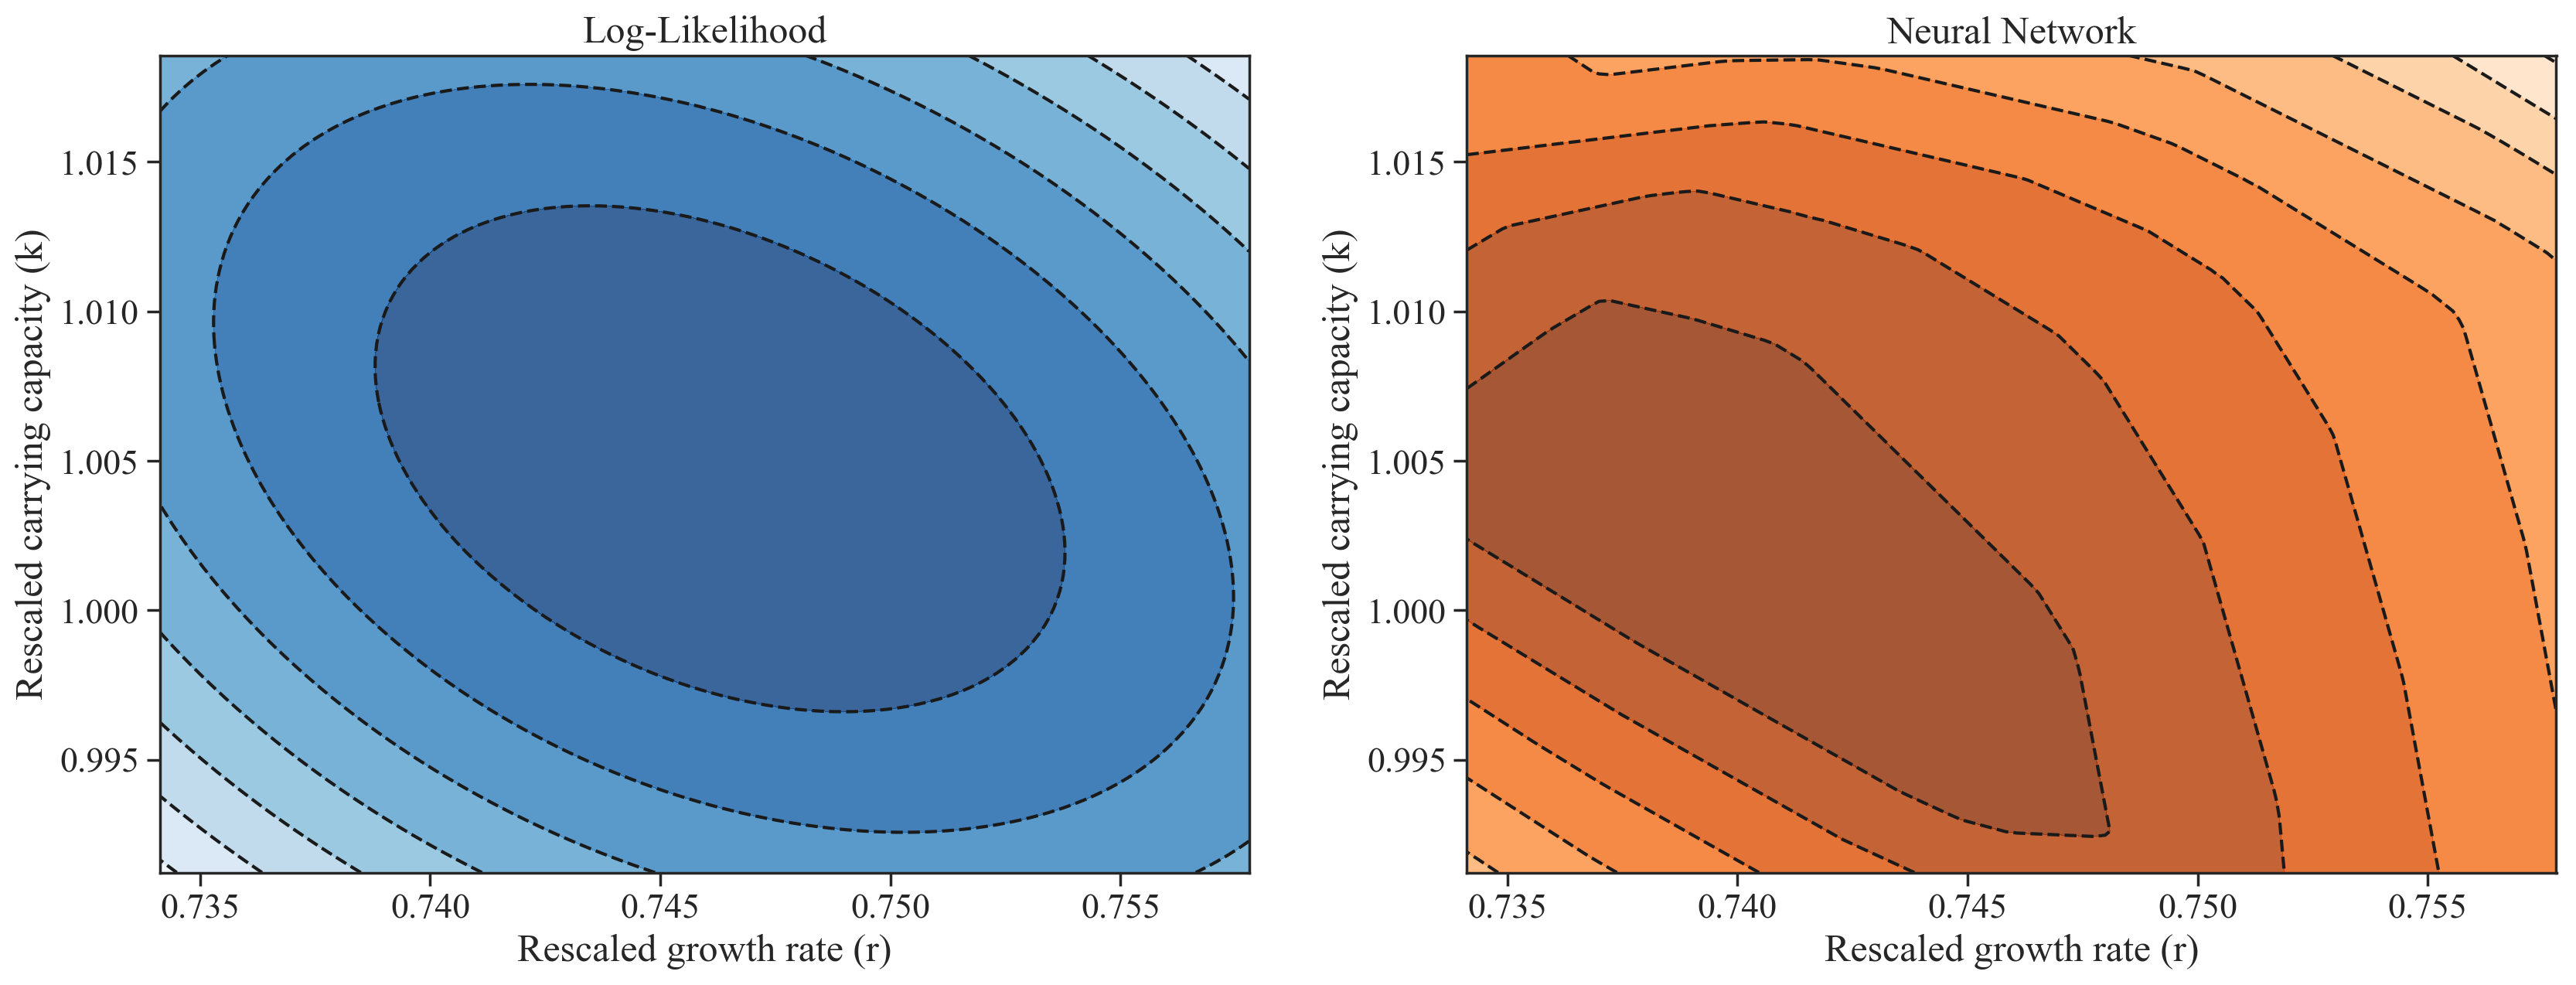 Log-Likelihood
Rescaled carrying capacity (k)
1.015
1.010
1.005
1.000
0.995
0.735 0.740 0.745 0.750 0.755
Rescaled growth rate (r)
Neural Network
Rescaled carrying capacity (k)
1.015
1.010
1.005
1.000
0.995
0.735 0.740 0.745 0.750 0.755
Rescaled growth rate (r)